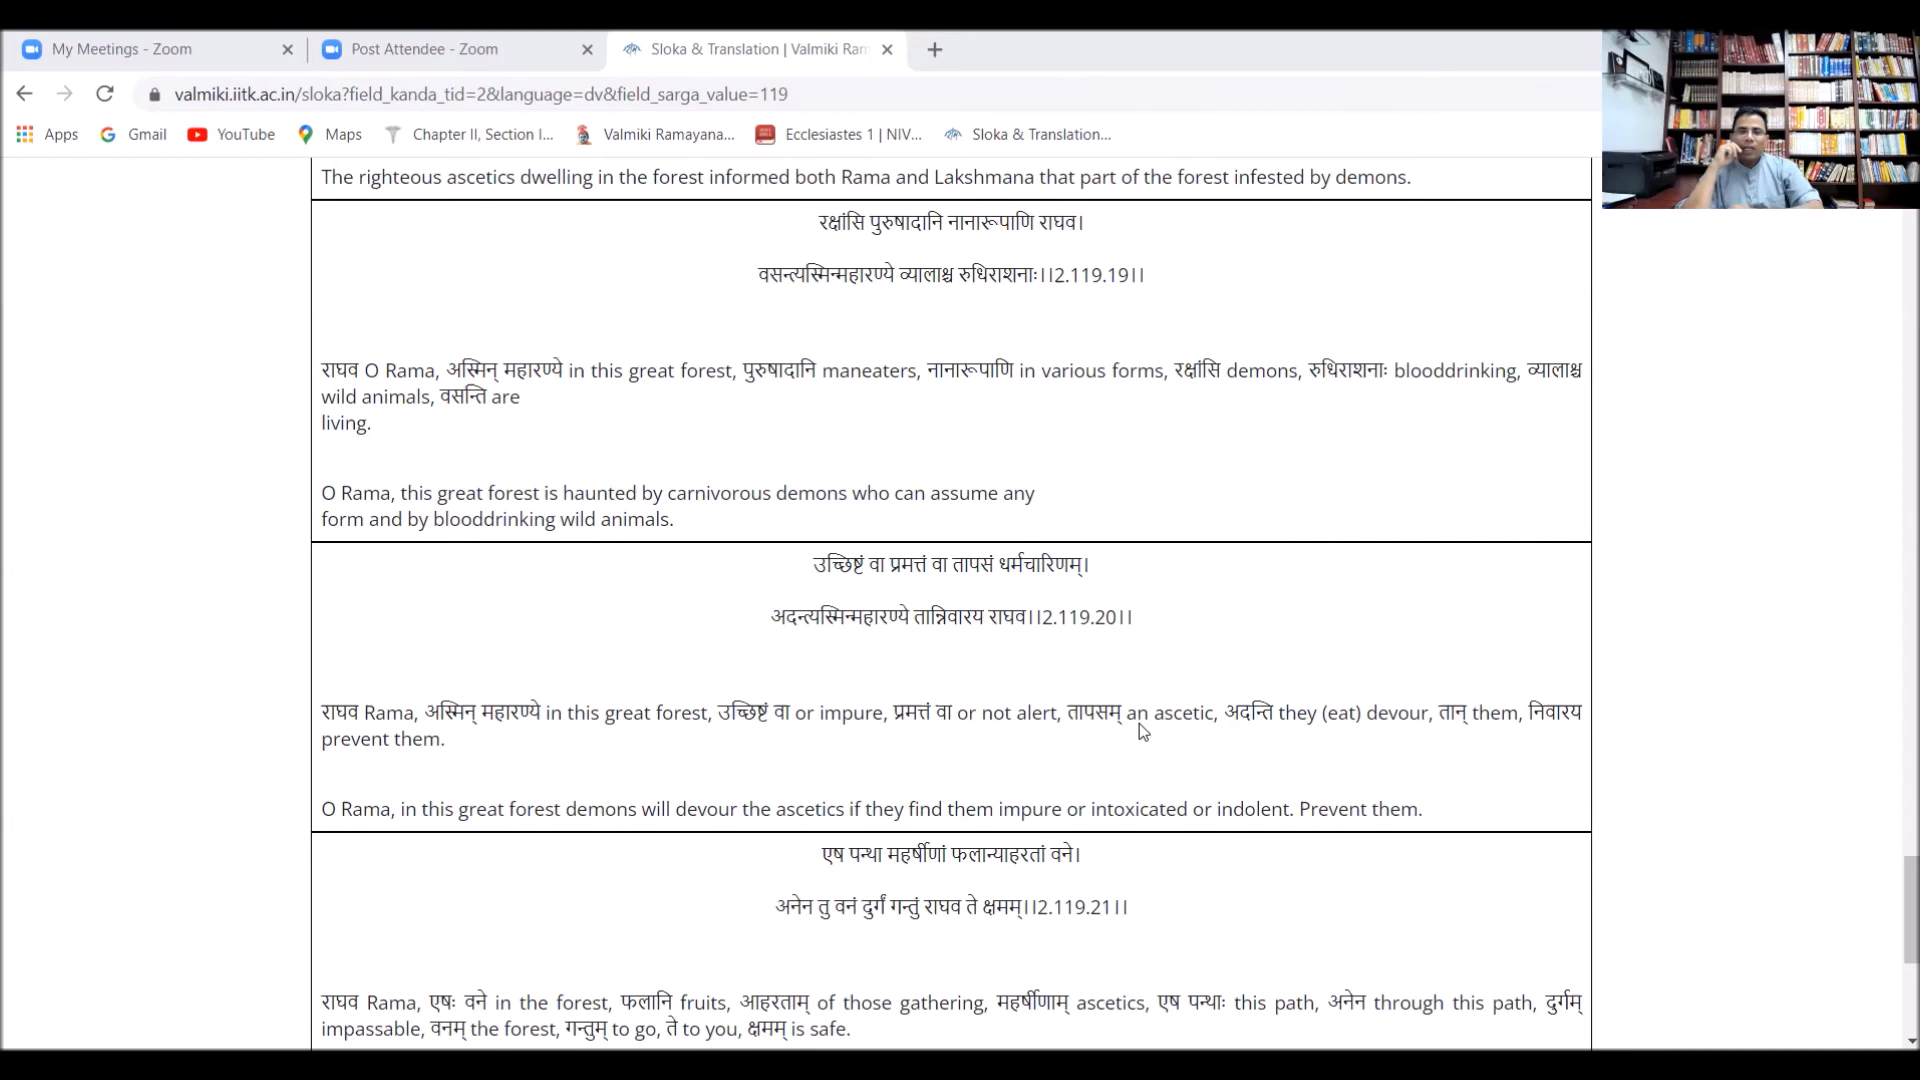 My Meetings - Zoom
Post Attendee - Zoom
Sloka & Translation | Valmiki Ram
valmiki.iitk.ac.in/sloka?field_kanda_tid=2&language=dv&field_sarga_value=119
Apps
Gmail
YouTube
Maps
Chapter II, Section I...
Valmiki Ramayana...
Ecclesiastes 1 | NIV...
Sloka & Translation...
The righteous ascetics dwelling in the forest informed both Rama and Lakshmana that part of the forest infested by demons.
रक्षांसि पुरुषादानि नानारूपाणि राघव।
वसन्त्यस्मिन्महारण्ये व्यालाश्च रुधिराशनाः।।2.119.19।।
राघव O Rama, अस्मिन् महारण्ये in this great forest, पुरुषादानि maneaters, नानारूपाणि in various forms, रक्षांसि demons, रुधिराशनाः blooddrinking, व्यालाश्च
wild animals, वसन्ति are
living.
O Rama, this great forest is haunted by carnivorous demons who can assume any
form and by blooddrinking wild animals.
उच्छिष्टं वा प्रमत्तं वा तापसं धर्मचारिणम्।
अदन्त्यस्मिन्महारण्ये तान्निवारय राघव।।2.119.20।।
राघव Rama, अस्मिन् महारण्ये in this great forest, उच्छिष्टं वा or impure, प्रमत्तं वा or not alert, तापसम् an ascetic, अदन्ति they (eat) devour, तान् them, निवारय
prevent them.
O Rama, in this great forest demons will devour the ascetics if they find them impure or intoxicated or indolent. Prevent them.
एष पन्था महर्षीणां फलान्याहरतां वने।
अनेन तु वनं दुर्गं गन्तुं राघव ते क्षमम्।।2.119.21।।
राघव Rama, एषः वने in the forest, फलानि fruits, आहरताम् of those gathering, महर्षीणाम् ascetics, एष पन्थाः this path, अनेन through this path, दुर्गम्
impassable, वनम् the forest, गन्तुम् to go, ते to you, क्षमम् is safe.